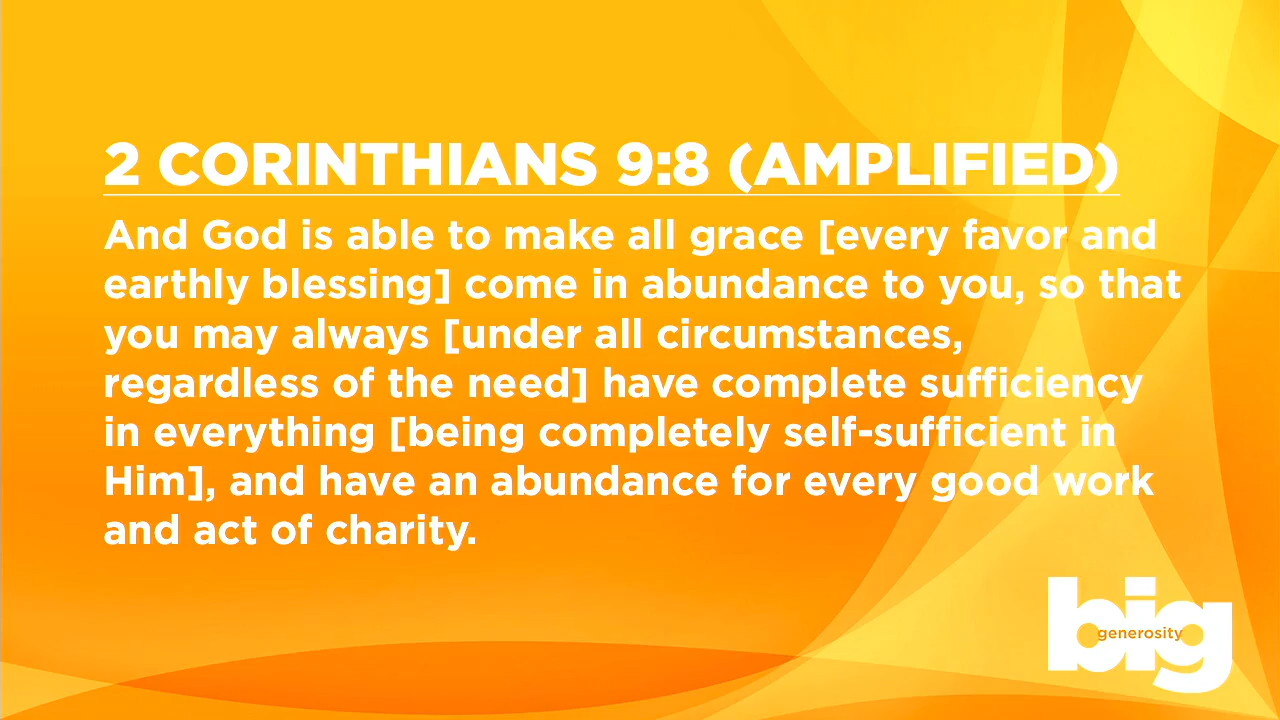 2 CORINTHIANS 9:8 (AMPLIFIED)
And God is able to make all grace [every favor and
earthly blessing] come in abundance to you, so that
you may always [under all circumstances,
regardless of the need] have complete sufficiency
in everything [being completely self-sufficient in
Him], and have an abundance for every good work
and act of charity.
big
generosity